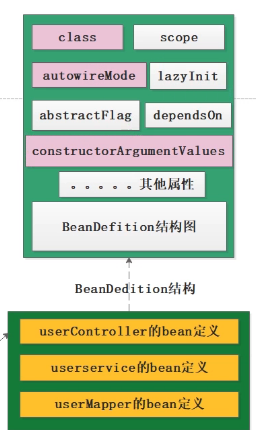 class
scope
autowireMode
lazyInit
abstractFlag
dependsOn
constructorArgumentValues
。。。。。其他属性
BeanDefition结构图
BeanDedition结构
userController的bean定义
userservice的bean定义
userMapper的bean定义